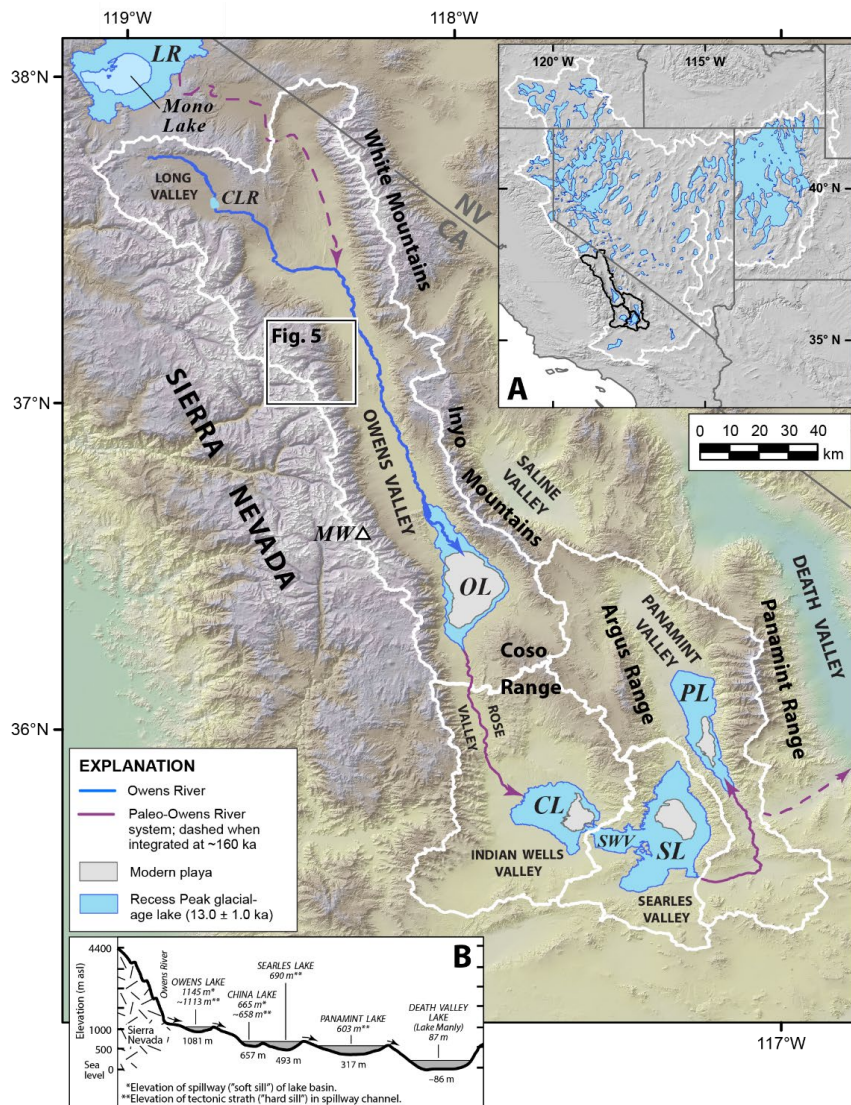 119°W
118°W
LR
38°N
Mono
Lake
120°W
115°W
40°N
35°N
A
White Mountains
NV
CA
LONG
VALLEY
CLR
Fig. 5
37°N
SIERRA
NEVADA
OWENS VALLEY
Inyo
Mountains
SALINE
VALLEY
0 10 20 30 40
km
MW
OL
DEATH VALLEY
Coso
Range
Argus Range
PANAMINT
VALLEY
Panamint Range
PL
36°N
ROSE
VALLEY
CL
SWV
SL
INDIAN WELLS
VALLEY
SEARLES
VALLEY
EXPLANATION
Owens River
Paleo-Owens River
system; dashed when
integrated at ~160 ka
Modern playa
Recess Peak glacial-
age lake (13.0 ± 1.0 ka)
B
Elevation (m asl)
4400
1000
500
0
Sea
level
Sierra
Nevada
Owens River
OWENS LAKE
1145 m*
~1113 m**
1081 m
CHINA LAKE
665 m*
~658 m**
657 m
SEARLES LAKE
690 m**
493 m
PANAMINT LAKE
603 m**
317 m
DEATH VALLEY
LAKE
(Lake Manly)
87 m
–86 m
*Elevation of spillway ("soft sill") of lake basin.
**Elevation of tectonic strath ("hard sill") in spillway channel.
117°W